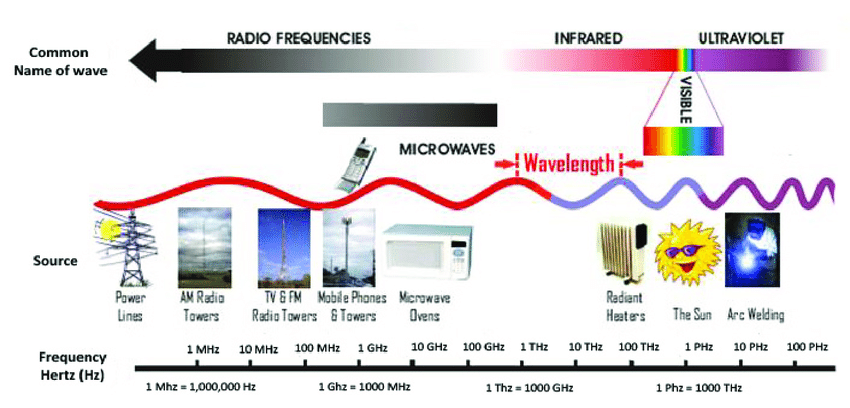 RADIO FREQUENCIES
INFRARED
ULTRAVIOLET
Common
Name of wave
VISIBLE
MICROWAVES
Wavelength
Source
Power
Lines
AM Radio
Towers
TV & FM
Radio Towers
Mobile Phones
& Towers
Microwave
Ovens
Radiant
Heaters
The Sun
Arc Welding
Frequency
Hertz (Hz)
1 MHz 10 MHz 100 MHz 1 GHz 10 GHz 100 GHz 1 THz 10 THz 100 THz 1 PHz 10 PHz 100 PHz
1 Mhz = 1,000,000 Hz 1 Ghz = 1000 MHz 1 Thz = 1000 GHz 1 Phz = 1000 THz